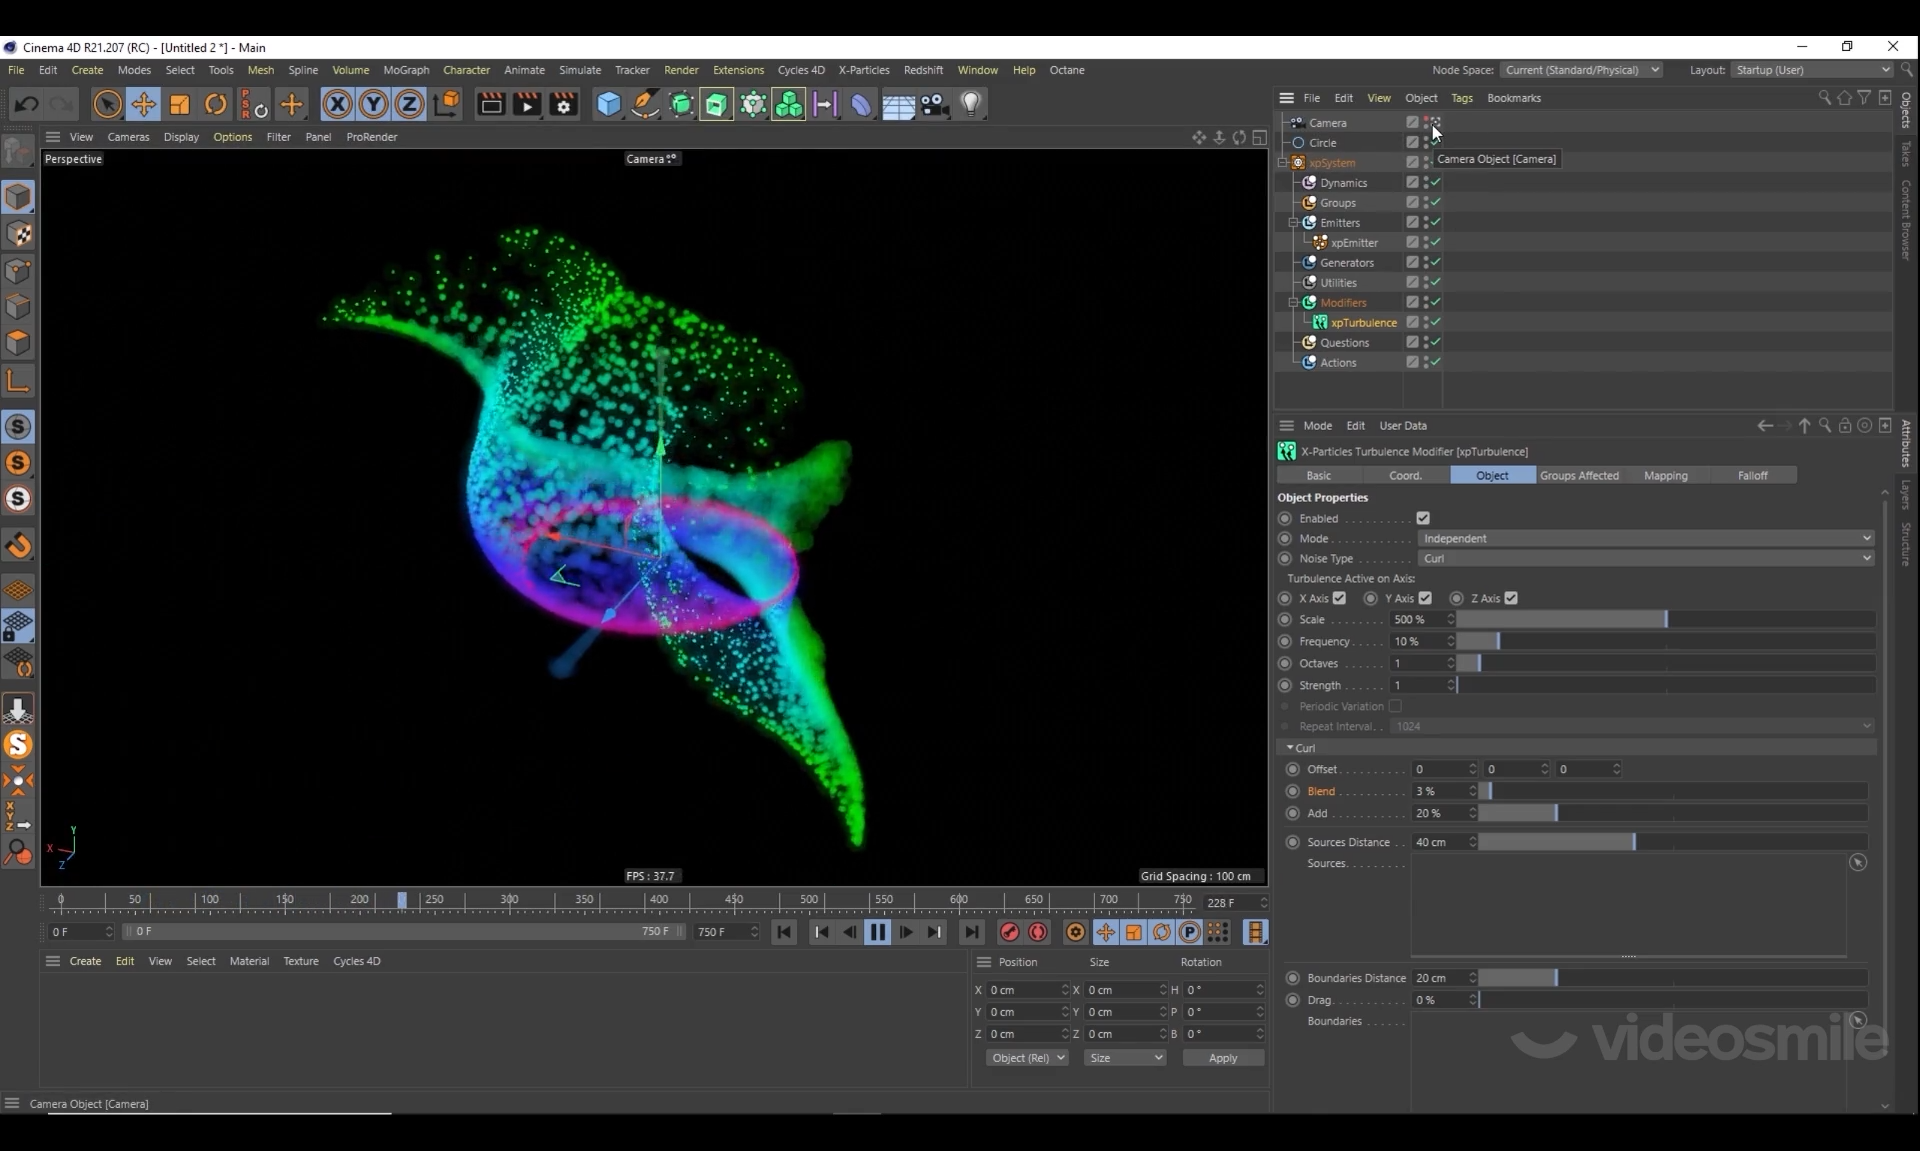 Cinema 4D R21.207 (RC) - [Untitled 2 *] - Main
File Edit Create Modes Select Tools Mesh Spline Volume MoGraph Character Animate Simulate Tracker Render Extensions Cycles 4D X-Particles Redshift Window Help Octane
Node Space: Current (Standard/Physical) Layout: Startup (User)
PSR X Y Z
File Edit View Object Tags Bookmarks
View Cameras Display Options Filter Panel ProRender
Perspective
Camera
Camera
Circle
Camera Object [Camera]
xpSystem
Dynamics
Groups
Emitters
xpEmitter
Generators
Utilities
Modifiers
xpTurbulence
Questions
Actions
Objects
Takes
Content Browser
Mode Edit User Data
X-Particles Turbulence Modifier [xpTurbulence]
Basic Coord. Object Groups Affected Mapping Falloff
Object Properties
Enabled
Mode Independent
Noise Type Curl
Turbulence Active on Axis:
X Axis Y Axis Z Axis
Scale 500 %
Frequency 10 %
Octaves 1
Strength 1
Periodic Variation
Repeat Interval 1024
Curl
Offset 0 0 0
Blend 3 %
Add 20 %
Sources Distance 40 cm
Sources
Boundaries Distance 20 cm
Drag 0 %
Boundaries
Attributes
Layers
Structure
Y
X
Z
FPS : 37.7
Grid Spacing : 100 cm
0 50 100 150 200 250 300 350 400 450 500 550 600 650 700 750 228 F
0 F 0 F 750 F 750 F
Create Edit View Select Material Texture Cycles 4D
Position Size Rotation
X 0 cm X 0 cm H 0 °
Y 0 cm Y 0 cm P 0 °
Z 0 cm Z 0 cm B 0 °
Object (Rel) Size Apply
Camera Object [Camera]
videosmile